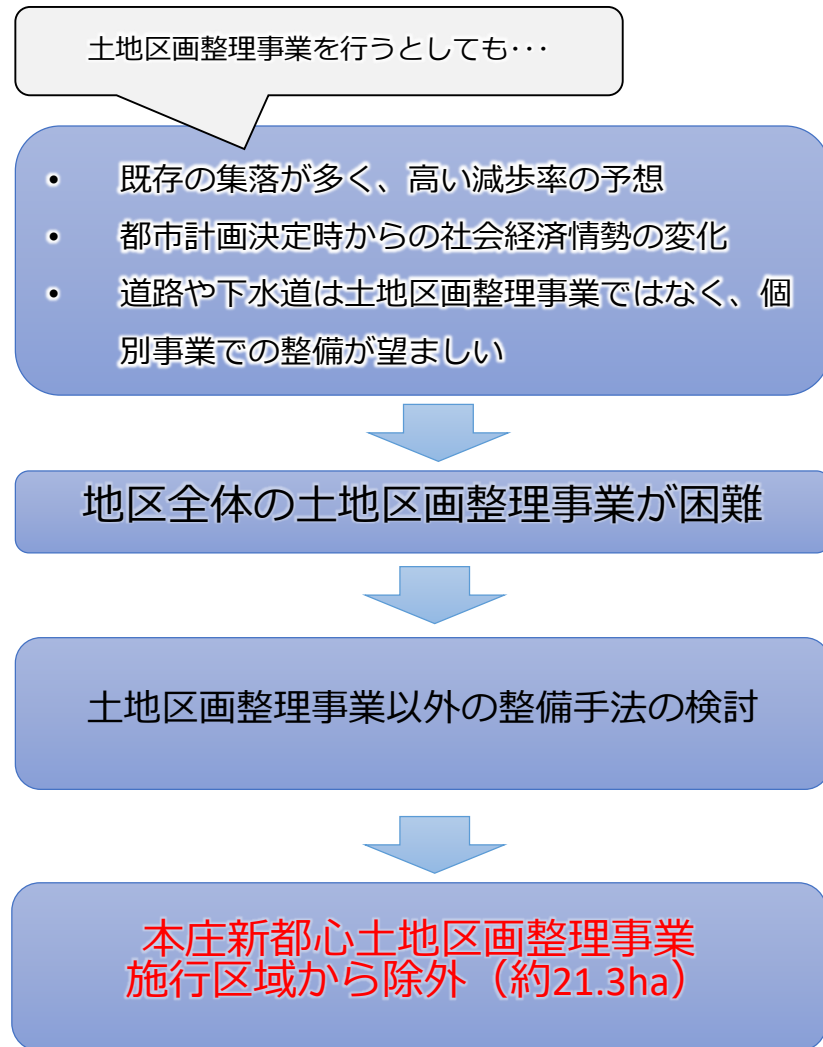 土地区画整理事業を行うとしても･･･
• 既存の集落が多く、高い減歩率の予想
• 都市計画決定時からの社会経済情勢の変化
• 道路や下水道は土地区画整理事業ではなく、個
別事業での整備が望ましい
地区全体の土地区画整理事業が困難
土地区画整理事業以外の整備手法の検討
本庄新都心土地区画整理事業
施行区域から除外（約21.3ha）